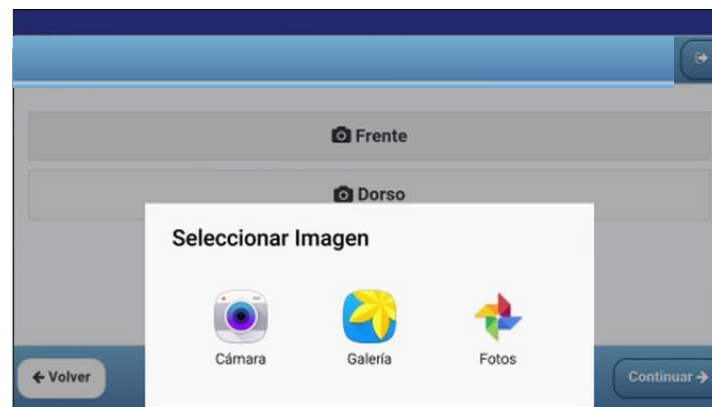 Frente
Dorso
Seleccionar Imagen
Cámara Galería Fotos
Volver Continuar